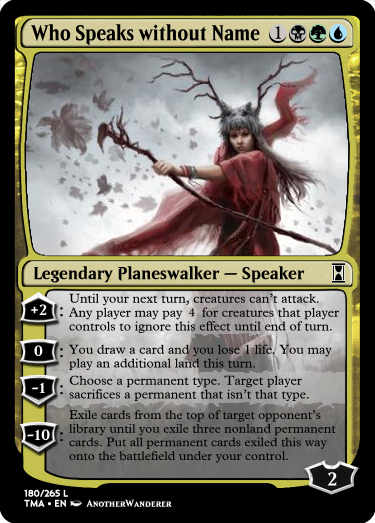 Who Speaks without Name 1
Legendary Planeswalker — Speaker
+2: Until your next turn, creatures can't attack.
Any player may pay 4 for creatures that player
controls to ignore this effect until end of turn.
0: You draw a card and you lose 1 life. You may
play an additional land this turn.
-1: Choose a permanent type. Target player
sacrifices a permanent that isn't that type.
-10: Exile cards from the top of target opponent's
library until you exile three nonland permanent
cards. Put all permanent cards exiled this way
onto the battlefield under your control.
2
180/265 L
TMA • EN AnotherWanderer